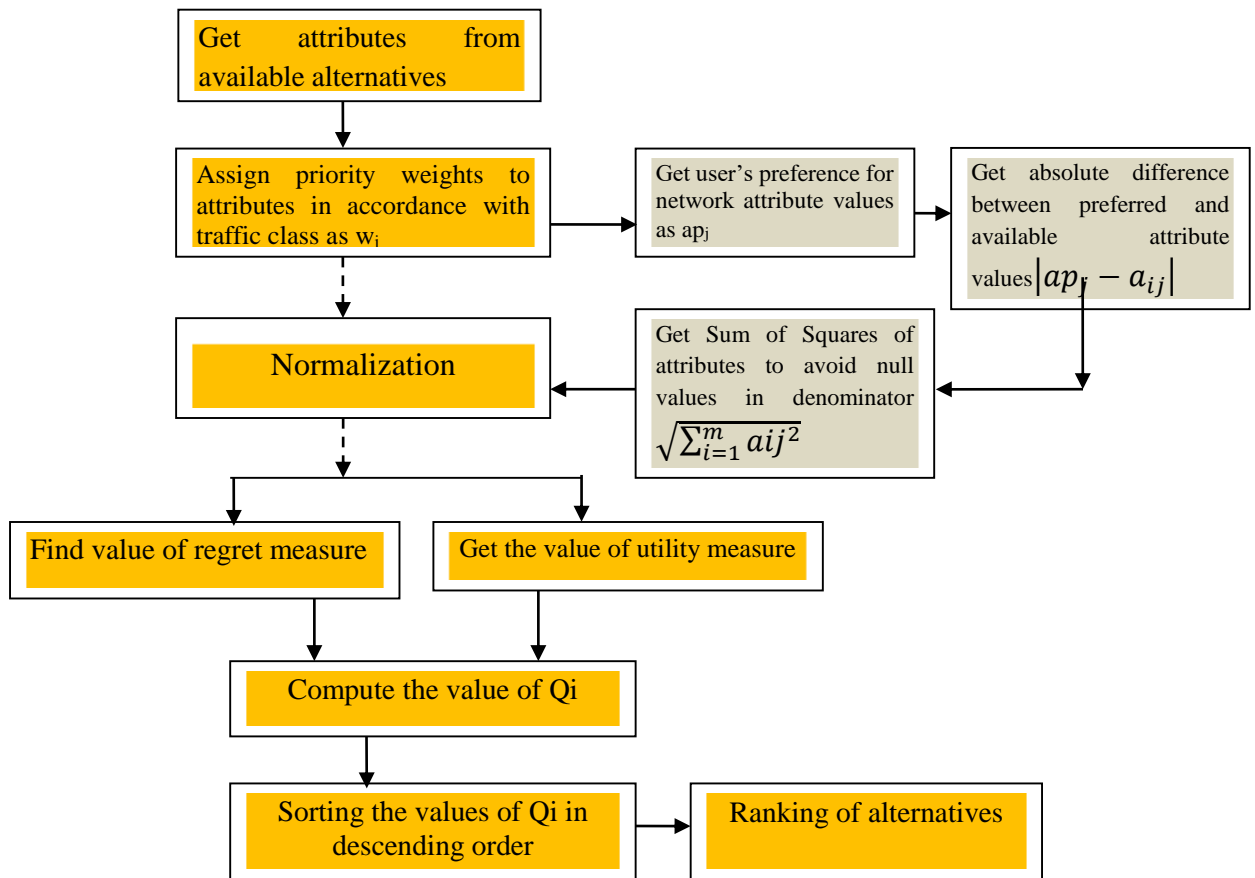 Get attributes from
available alternatives
Assign priority weights to
attributes in accordance with
traffic class as wⱼ
Get user’s preference for
network attribute values
as apⱼ
Get absolute difference
between preferred and
available attribute
values |apⱼ − aᵢⱼ|
Normalization
Get Sum of Squares of
attributes to avoid null
values in denominator
√∑ᵢ₌₁ᵐ aij²
Find value of regret measure
Get the value of utility measure
Compute the value of Qi
Sorting the values of Qi in
descending order
Ranking of alternatives